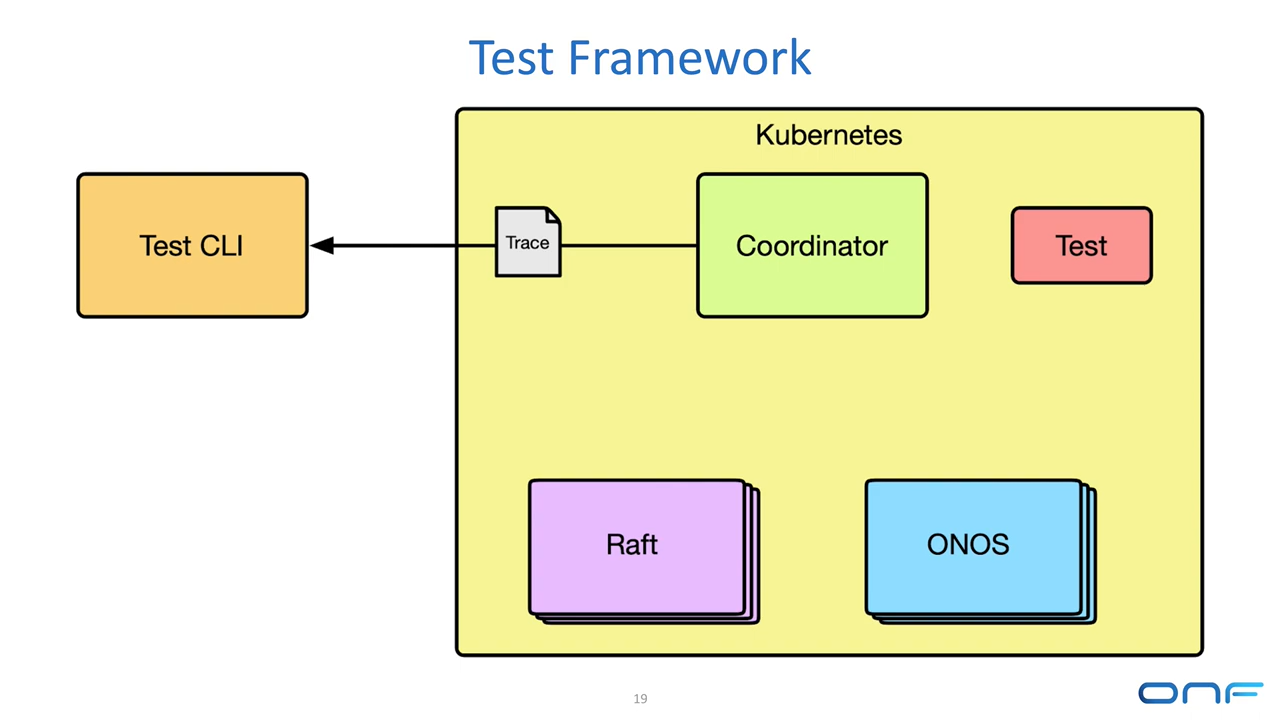 Test Framework
Kubernetes
Test CLI
Trace
Coordinator
Test
Raft
ONOS
19
ONF